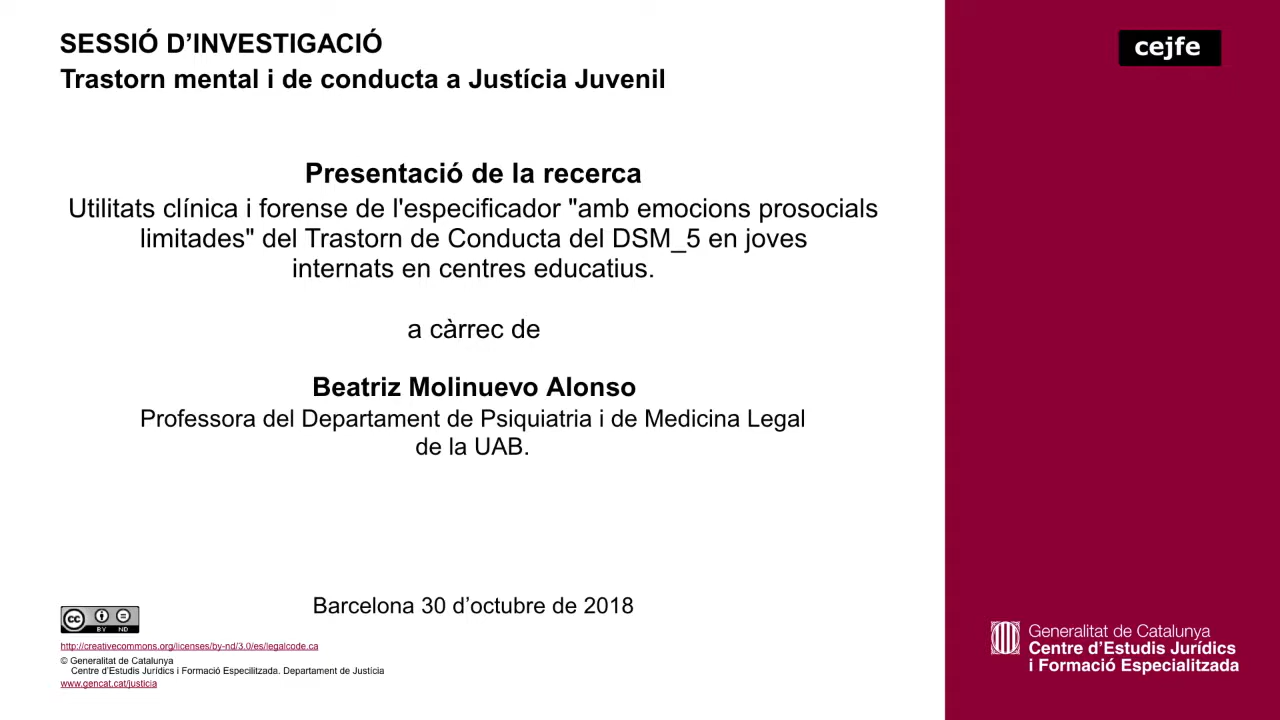 SESSIÓ D’INVESTIGACIÓ
Trastorn mental i de conducta a Justícia Juvenil
cejfe
Presentació de la recerca
Utilitats clínica i forense de l'especificador "amb emocions prosocials
limitades" del Trastorn de Conducta del DSM_5 en joves
internats en centres educatius.
a càrrec de
Beatriz Molinuevo Alonso
Professora del Departament de Psiquiatria i de Medicina Legal
de la UAB.
Barcelona 30 d’octubre de 2018
cc BY ND
http://creativecommons.org/licenses/by-nd/3.0/es/legalcode.ca
© Generalitat de Catalunya
Centre d’Estudis Jurídics i Formació Especilitzada. Departament de Justícia
www.gencat.cat/justicia
Generalitat de Catalunya
Centre d’Estudis Jurídics
i Formació Especialitzada